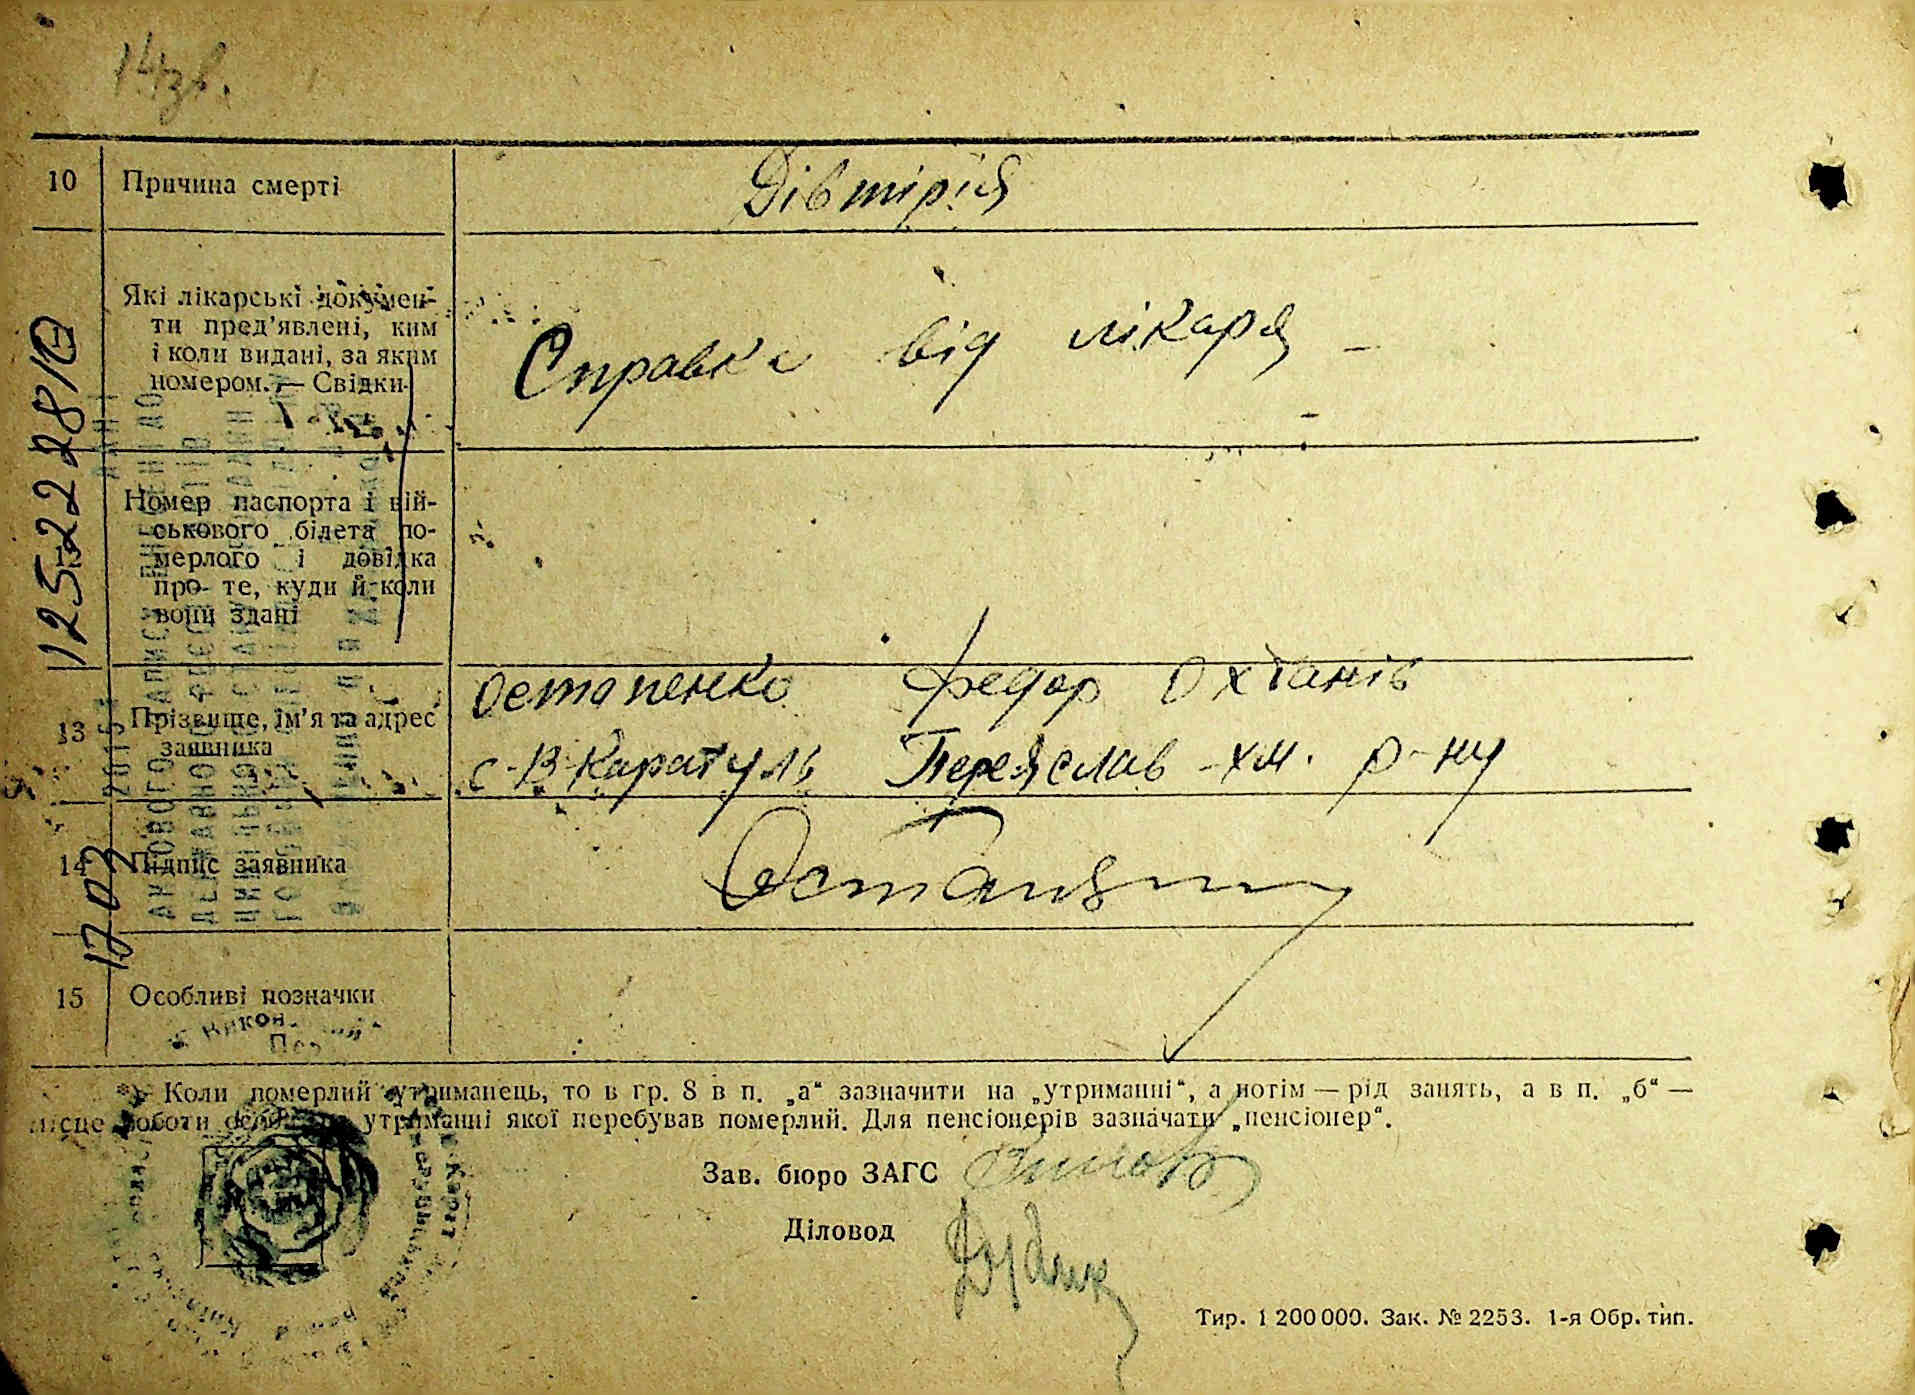 14зв.
10 Причина смерті Дівтірія
Які лікарські докумен-
ти пред'явлені, ким
і коли видані, за яким
номером. — Свідки
Справка від лікаря
Номер паспорта і вій-
ськового білета по-
мерлого і довідка
про те, куди й коли
вони здані
12522810
13 Прізвище, ім'я та адрес
заявника
Остапенко Федор
с-В-Каратуль Переяслав-хм. р-ну
14 Підпис заявника
1702
15 Особливі позначки
*) Коли померлий утриманець, то в гр. 8 в п. „а“ зазначити на „утриманні“, а потім — рід занять, а в п. „б“ —
місце роботи особи, на утриманні якої перебував померлий. Для пенсіонерів зазначати „пенсіонер“.
Зав. бюро ЗАГС
Діловод
Тир. 1 200 000. Зак. № 2253. 1-я Обр. тип.